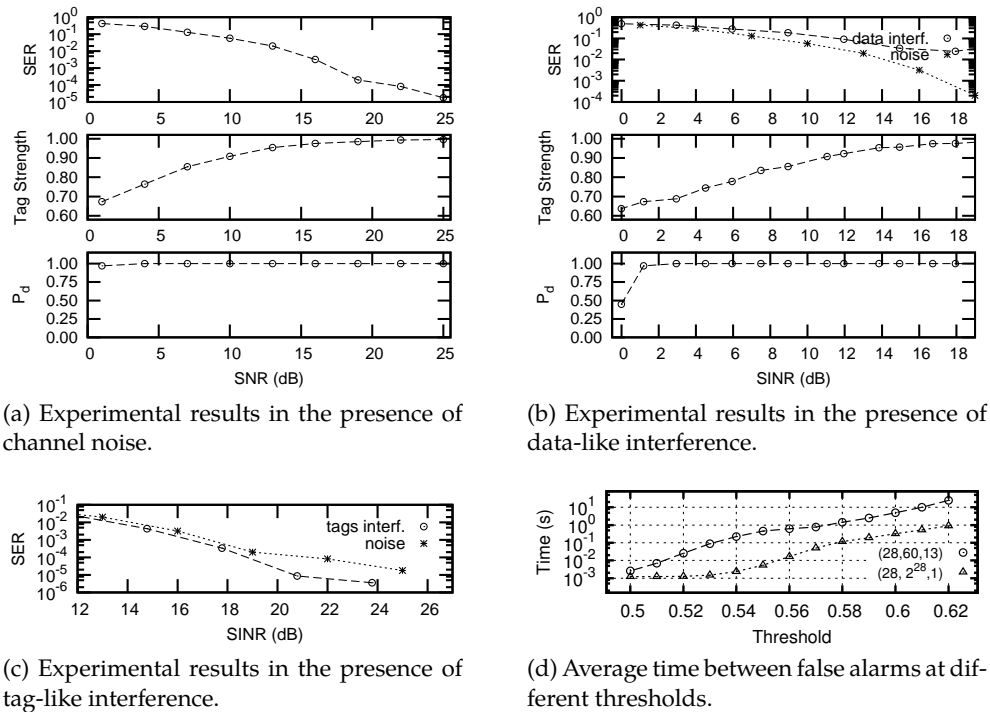 SER
10^0
10^-1
10^-2
10^-3
10^-4
10^-5
0 5 10 15 20 25
Tag Strength
1.00
0.90
0.80
0.70
0.60
0 5 10 15 20 25
P_d
1.00
0.75
0.50
0.25
0.00
0 5 10 15 20 25
SNR (dB)
(a) Experimental results in the presence of
channel noise.
SER
10^0
10^-1
10^-2
10^-3
10^-4
data interf.
noise
0 2 4 6 8 10 12 14 16 18
Tag Strength
1.00
0.90
0.80
0.70
0.60
0 2 4 6 8 10 12 14 16 18
P_d
1.00
0.75
0.50
0.25
0.00
0 2 4 6 8 10 12 14 16 18
SINR (dB)
(b) Experimental results in the presence of
data-like interference.
SER
10^-1
10^-2
10^-3
10^-4
10^-5
10^-6
tags interf.
noise
12 14 16 18 20 22 24 26
SINR (dB)
(c) Experimental results in the presence of
tag-like interference.
Time (s)
10^1
10^0
10^-1
10^-2
10^-3
(28,60,13)
(28, 2^28,1)
0.5 0.52 0.54 0.56 0.58 0.6 0.62
Threshold
(d) Average time between false alarms at dif-
ferent thresholds.